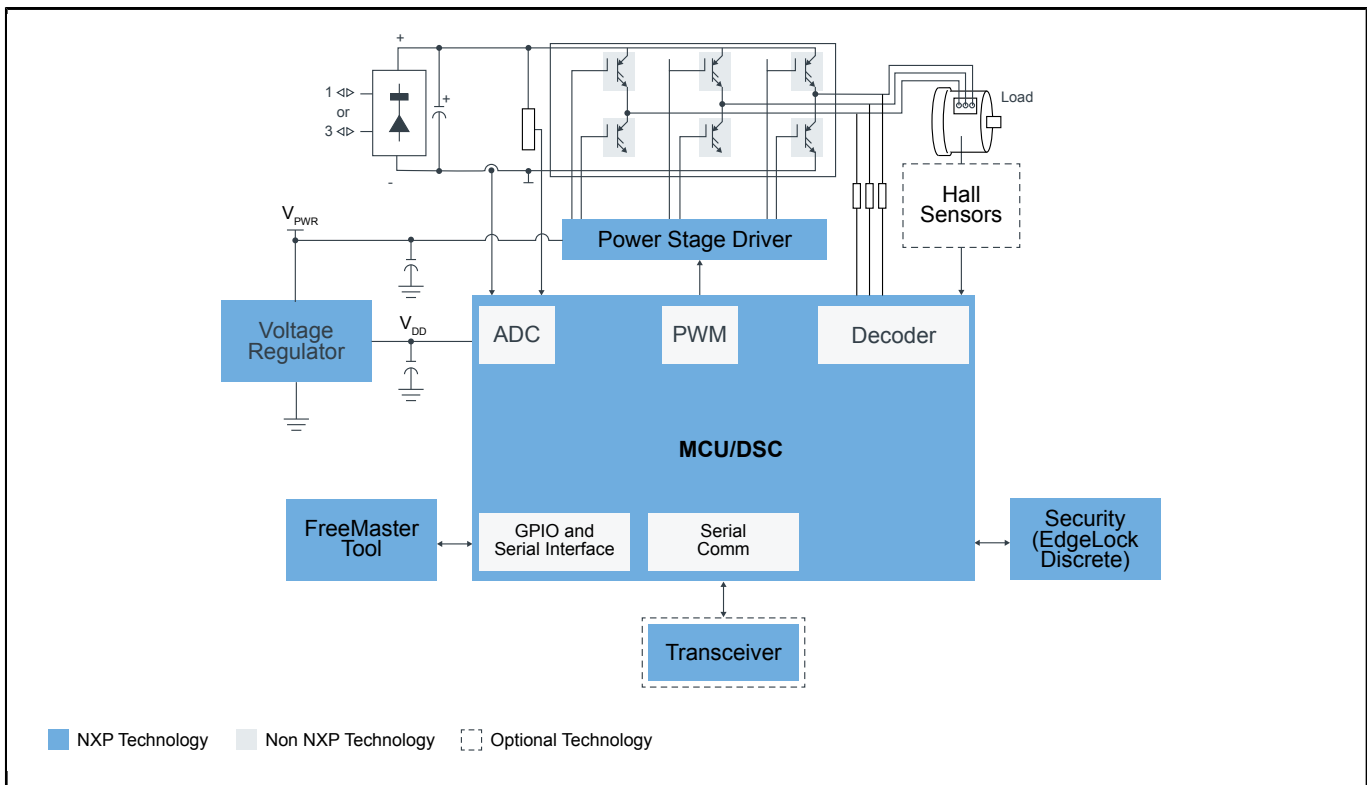 +
1
or
3
-
+
Load
Hall
Sensors
V PWR
Power Stage Driver
Voltage
Regulator
V DD
ADC
PWM
Decoder
MCU/DSC
FreeMaster
Tool
GPIO and
Serial Interface
Serial
Comm
Security
(EdgeLock
Discrete)
Transceiver
NXP Technology
Non NXP Technology
Optional Technology